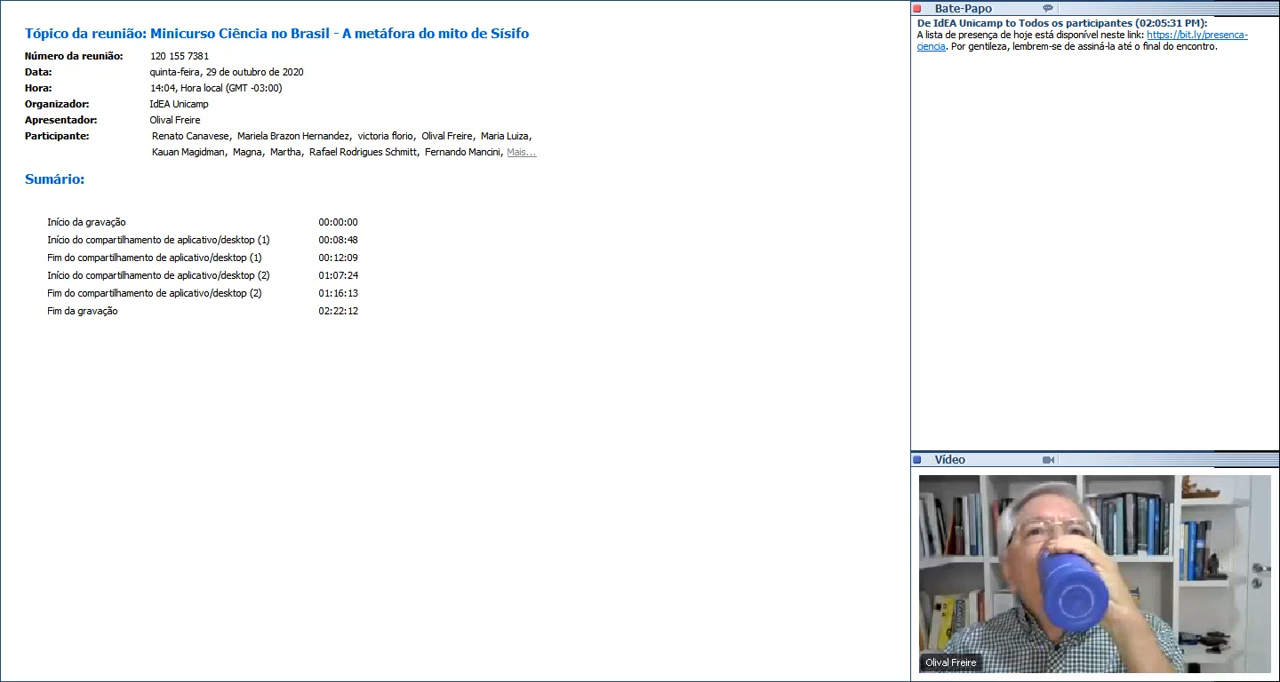 Tópico da reunião: Minicurso Ciência no Brasil - A metáfora do mito de Sísifo
Número da reunião: 120 155 7381
Data: quinta-feira, 29 de outubro de 2020
Hora: 14:04, Hora local (GMT -03:00)
Organizador: IdEA Unicamp
Apresentador: Olival Freire
Participante: Renato Canavese, Mariela Brazon Hernandez, victoria florio, Olival Freire, Maria Luiza,
Kauan Magidman, Magna, Martha, Rafael Rodrigues Schmitt, Fernando Mancini, Mais...
Sumário:
Início da gravação 00:00:00
Início do compartilhamento de aplicativo/desktop (1) 00:08:48
Fim do compartilhamento de aplicativo/desktop (1) 00:12:09
Início do compartilhamento de aplicativo/desktop (2) 01:07:24
Fim do compartilhamento de aplicativo/desktop (2) 01:16:13
Fim da gravação 02:22:12
Bate-Papo
De IdEA Unicamp to Todos os participantes (02:05:31 PM):
A lista de presença de hoje está disponível neste link: https://bit.ly/presenca-
ciencia. Por gentileza, lembrem-se de assiná-la até o final do encontro.
Vídeo
Olival Freire